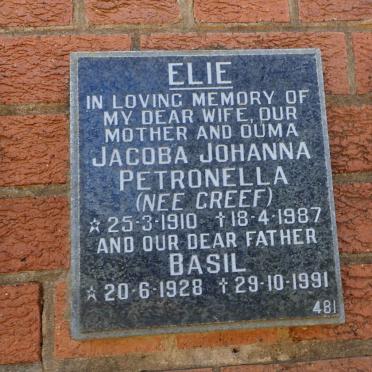 ELIE
IN LOVING MEMORY OF
MY DEAR WIFE, OUR
MOTHER AND OUMA
JACOBA JOHANNA
PETRONELLA
(NEE GREEF)
☆ 25-3-1910 †18-4-1987
AND OUR DEAR FATHER
BASIL
☆ 20-6-1928 †29-10-1991
481